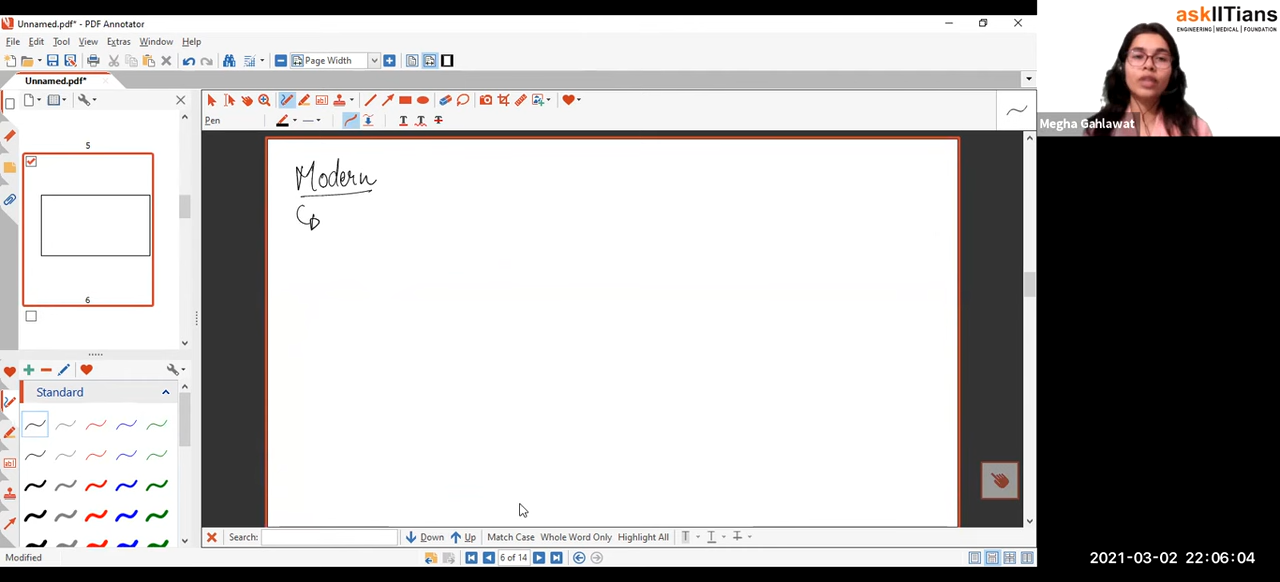 Unnamed.pdf* - PDF Annotator
File Edit Tool View Extras Window Help
Page Width
Unnamed.pdf*
Pen
5
6
Standard
Modern
Search:
Down Up Match Case Whole Word Only Highlight All
Modified
6 of 14
askIITians
ENGINEERING | MEDICAL | FOUNDATION
Megha Gahlawat
2021-03-02 22:06:04